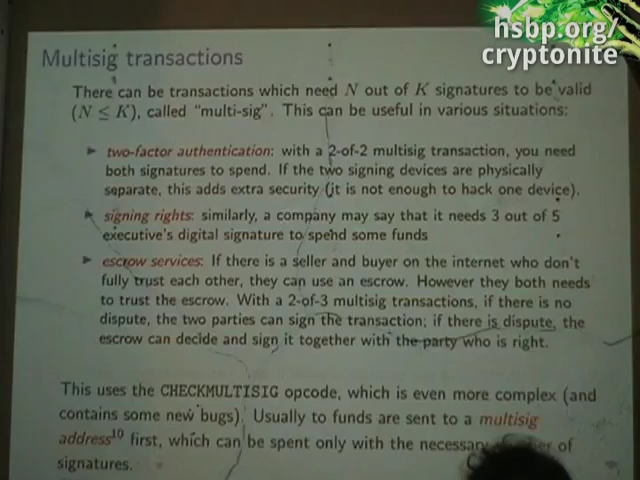 hsbp.org/
cryptonite
Multisig transactions
There can be transactions which need N out of K signatures to be valid
(N ≤ K), called "multi-sig". This can be useful in various situations:
two-factor authentication: with a 2-of-2 multisig transaction, you need
both signatures to spend. If the two signing devices are physically
separate, this adds extra security (it is not enough to hack one device).
signing rights: similarly, a company may say that it needs 3 out of 5
executive's digital signature to spend some funds
escrow services: If there is a seller and buyer on the internet who don't
fully trust each other, they can use an escrow. However they both needs
to trust the escrow. With a 2-of-3 multisig transactions, if there is no
dispute, the two parties can sign the transaction; if there is dispute, the
escrow can decide and sign it together with the party who is right.
This uses the CHECKMULTISIG opcode, which is even more complex (and
contains some new bugs). Usually to funds are sent to a multisig
address¹⁰ first, which can be spent only with the necessary of
signatures.